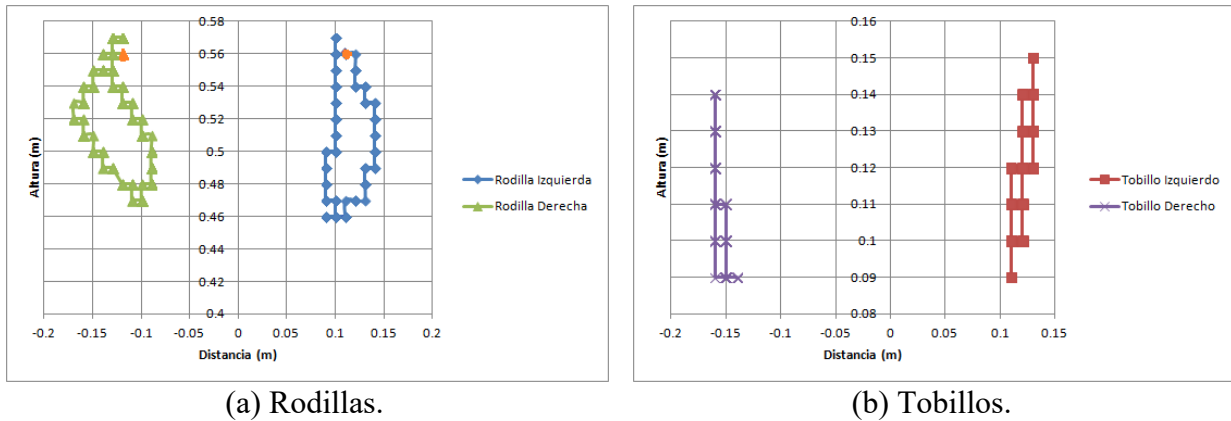 0.58
0.56
0.54
0.52
0.5
0.48
0.46
0.44
0.42
0.4
Altura (m)
-0.2 -0.15 -0.1 -0.05 0 0.05 0.1 0.15 0.2
Distancia (m)
Rodilla Izquierda
Rodilla Derecha
(a) Rodillas.
0.16
0.15
0.14
0.13
0.12
0.11
0.1
0.09
0.08
Altura (m)
-0.2 -0.15 -0.1 -0.05 0 0.05 0.1 0.15
Distancia (m)
Tobillo Izquierdo
Tobillo Derecho
(b) Tobillos.